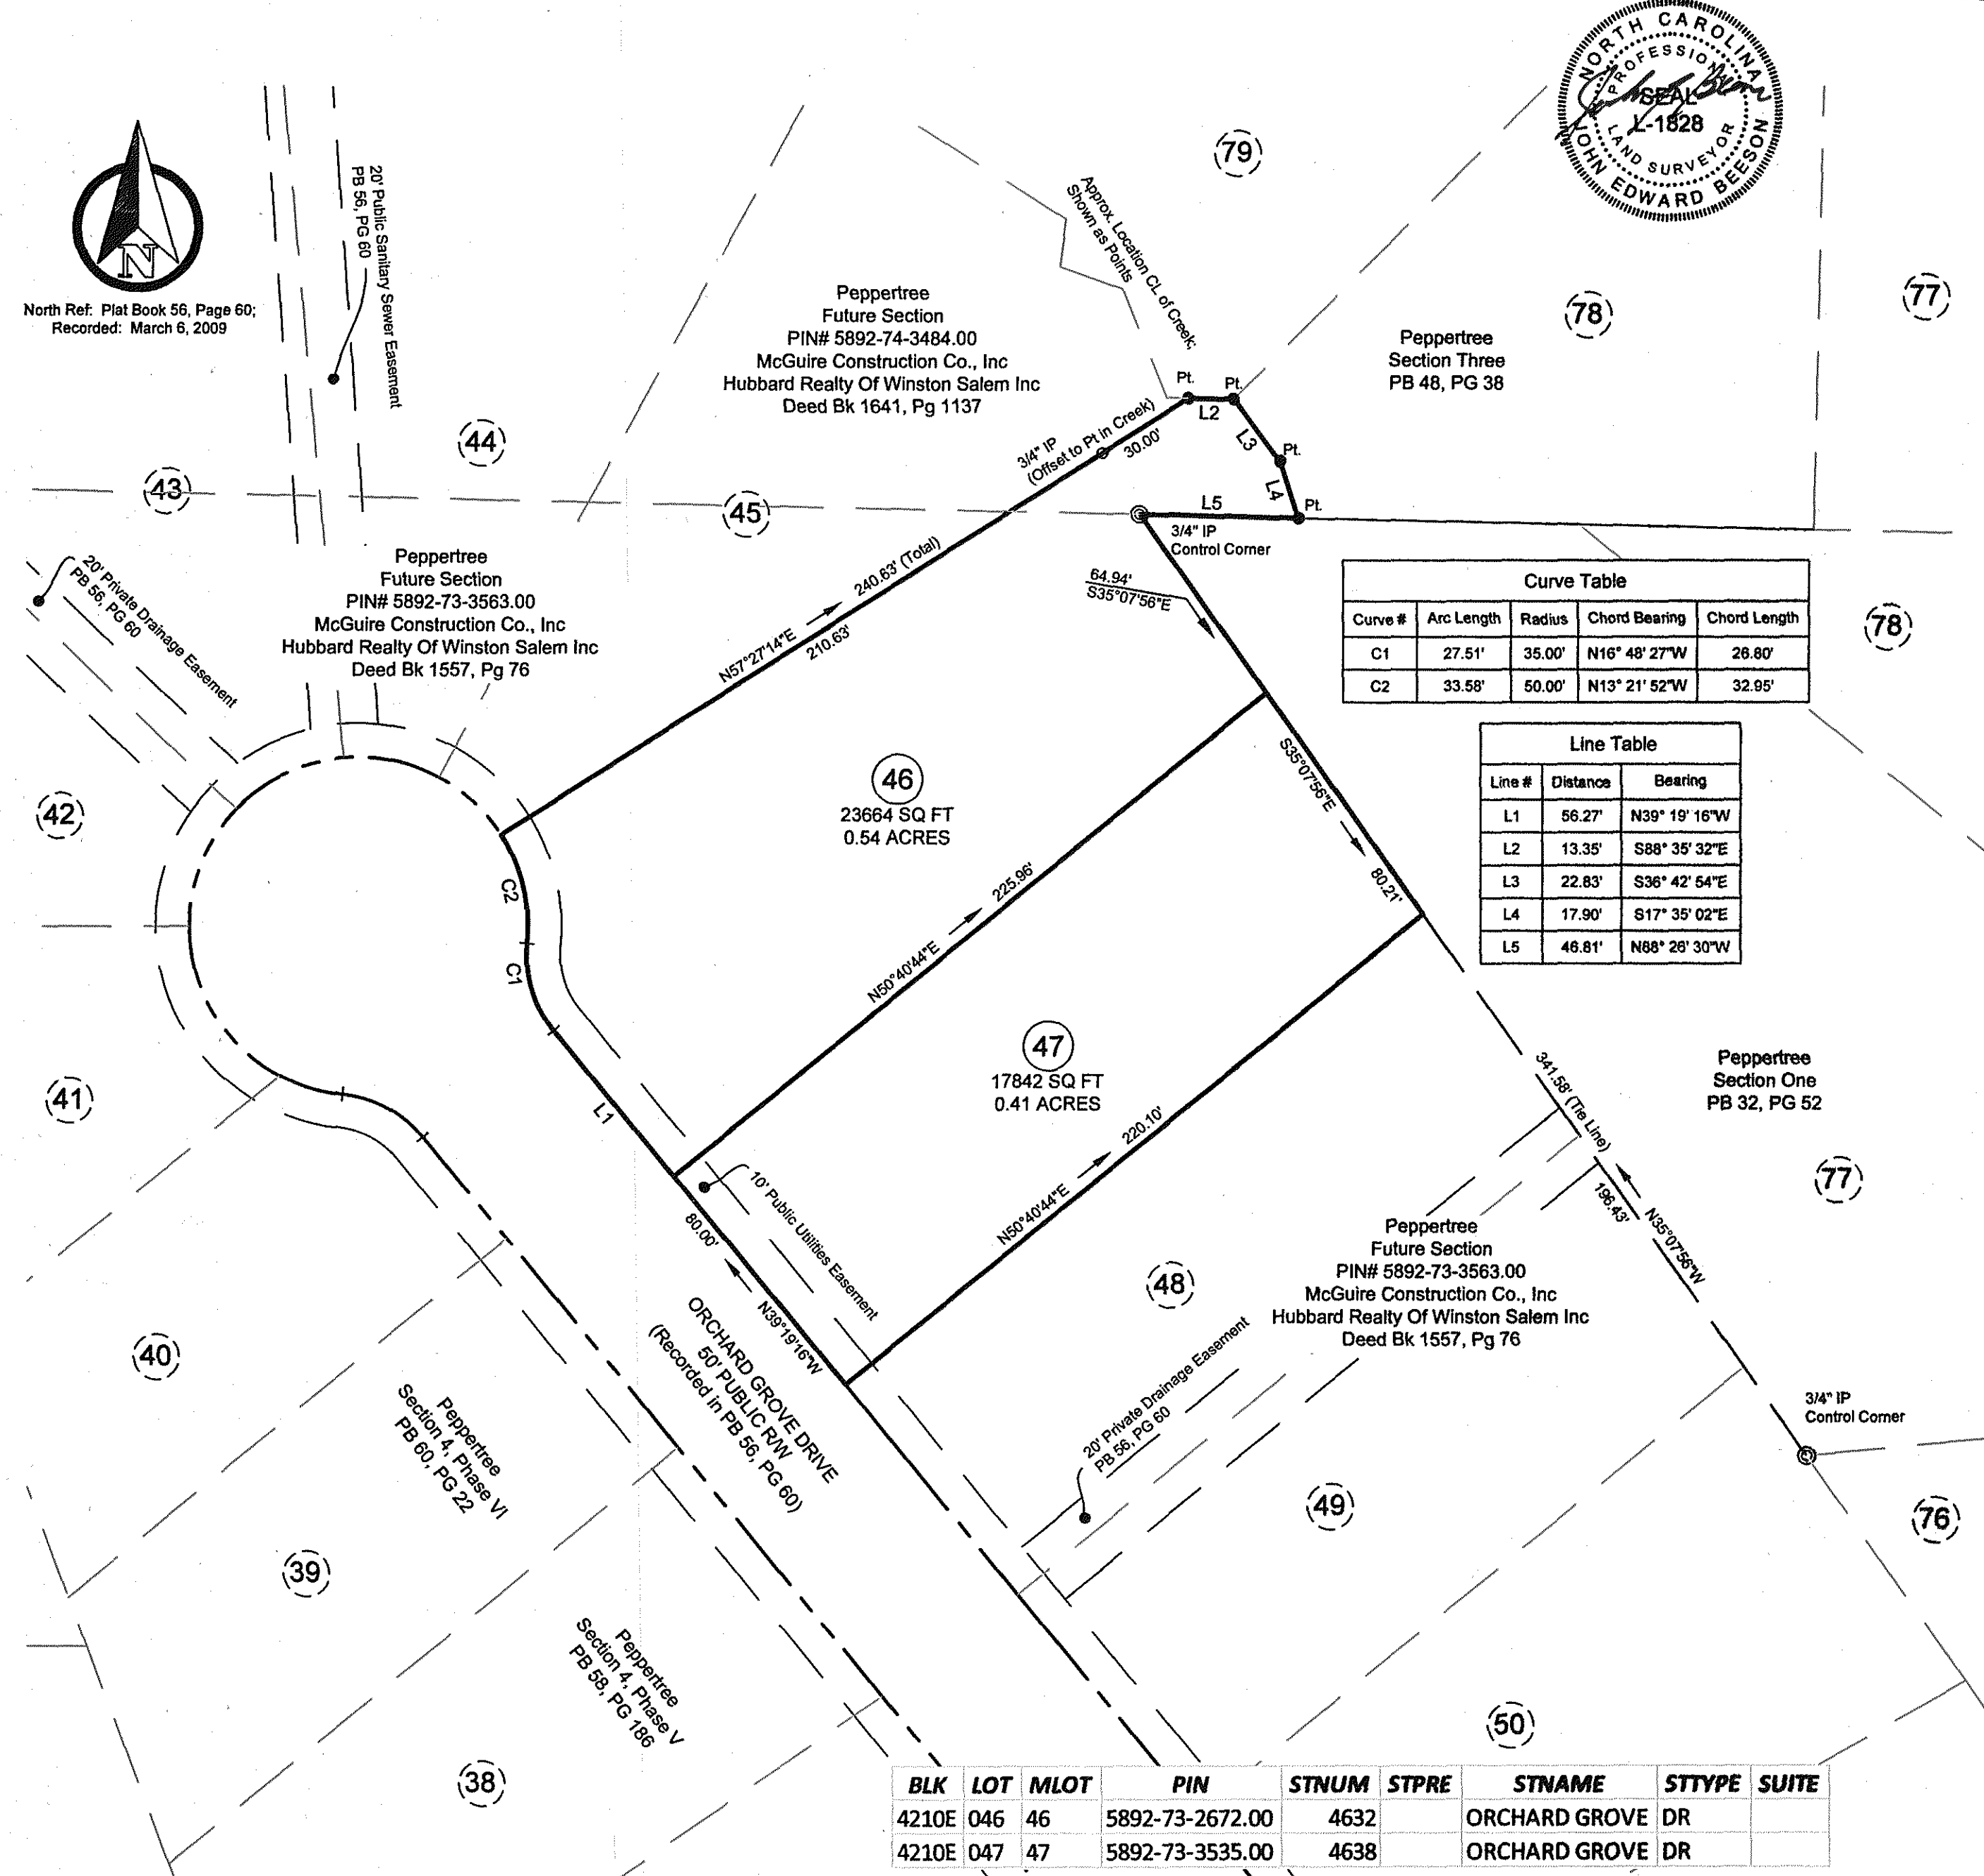 NORTH CAROLINA
PROFESSIONAL
SEAL
L-1828
LAND SURVEYOR
JOHN EDWARD BEESON
N
North Ref: Plat Book 56, Page 60;
Recorded: March 6, 2009
20' Public Sanitary Sewer Easement
PB 56, PG 60
79
Approx. Location CL of Creek;
Shown as Points
Peppertree
Future Section
PIN# 5892-74-3484.00
McGuire Construction Co., Inc
Hubbard Realty Of Winston Salem Inc
Deed Bk 1641, Pg 1137
78
77
Peppertree
Section Three
PB 48, PG 38
Pt.
Pt.
L2
L3
Pt.
L4
Pt.
L5
3/4" IP
(Offset to Pt in Creek)
30.00'
44
43
45
3/4" IP
Control Corner
Peppertree
Future Section
PIN# 5892-73-3563.00
McGuire Construction Co., Inc
Hubbard Realty Of Winston Salem Inc
Deed Bk 1557, Pg 76
20' Private Drainage Easement
PB 56, PG 60
N57°27'14"E
240.63' (Total)
210.63'
64.94'
S35°07'56"E
Curve Table
Curve # Arc Length Radius Chord Bearing Chord Length
C1 27.51' 35.00' N16° 48' 27"W 26.80'
C2 33.58' 50.00' N13° 21' 52"W 32.95'
78
Line Table
Line # Distance Bearing
L1 56.27' N39° 19' 16"W
L2 13.35' S88° 35' 32"E
L3 22.83' S36° 42' 54"E
L4 17.90' S17° 35' 02"E
L5 46.81' N88° 26' 30"W
42
46
23664 SQ FT
0.54 ACRES
S35°07'56"E
80.21'
C2
C1
N50°40'44"E
225.96'
L1
41
47
17842 SQ FT
0.41 ACRES
N50°40'44"E
220.10'
341.58' (Tie Line)
196.43'
N35°07'56"W
Peppertree
Section One
PB 32, PG 52
77
10' Public Utilities Easement
80.00'
N39°19'16"W
ORCHARD GROVE DRIVE
50' PUBLIC R/W
(Recorded in PB 56, PG 60)
48
Peppertree
Future Section
PIN# 5892-73-3563.00
McGuire Construction Co., Inc
Hubbard Realty Of Winston Salem Inc
Deed Bk 1557, Pg 76
20' Private Drainage Easement
PB 56, PG 60
3/4" IP
Control Corner
40
Peppertree
Section 4, Phase VI
PB 60, PG 22
49
76
39
Peppertree
Section 4, Phase V
PB 58, PG 186
38
50
BLK LOT MLOT PIN STNUM STPRE STNAME STTYPE SUITE
4210E 046 46 5892-73-2672.00 4632 ORCHARD GROVE DR
4210E 047 47 5892-73-3535.00 4638 ORCHARD GROVE DR